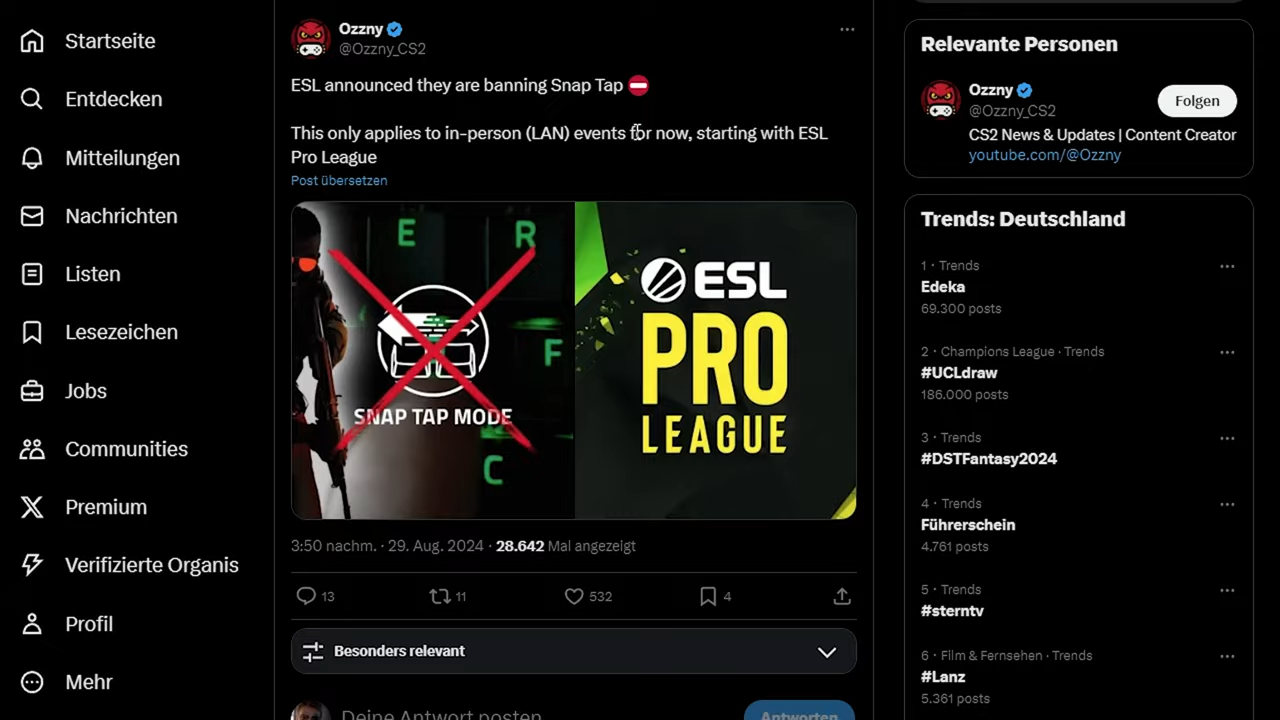 Startseite
Entdecken
Mitteilungen
Nachrichten
Listen
Lesezeichen
Jobs
Communities
Premium
Verifizierte Organis
Profil
Mehr
Ozzny
@Ozzny_CS2
ESL announced they are banning Snap Tap ⛔
This only applies to in-person (LAN) events for now, starting with ESL
Pro League
Post übersetzen
E
R
F
C
SNAP TAP MODE
ESL
PRO
LEAGUE
3:50 nachm. · 29. Aug. 2024 · 28.642 Mal angezeigt
13
11
532
4
Besonders relevant
Deine Antwort posten
Antworten
Relevante Personen
Ozzny
@Ozzny_CS2
Folgen
CS2 News & Updates | Content Creator
youtube.com/@Ozzny
Trends: Deutschland
1 · Trends
Edeka
69.300 posts
2 · Champions League · Trends
#UCLdraw
186.000 posts
3 · Trends
#DSTFantasy2024
4 · Trends
Führerschein
4.761 posts
5 · Trends
#sterntv
6 · Film & Fernsehen · Trends
#Lanz
5.361 posts